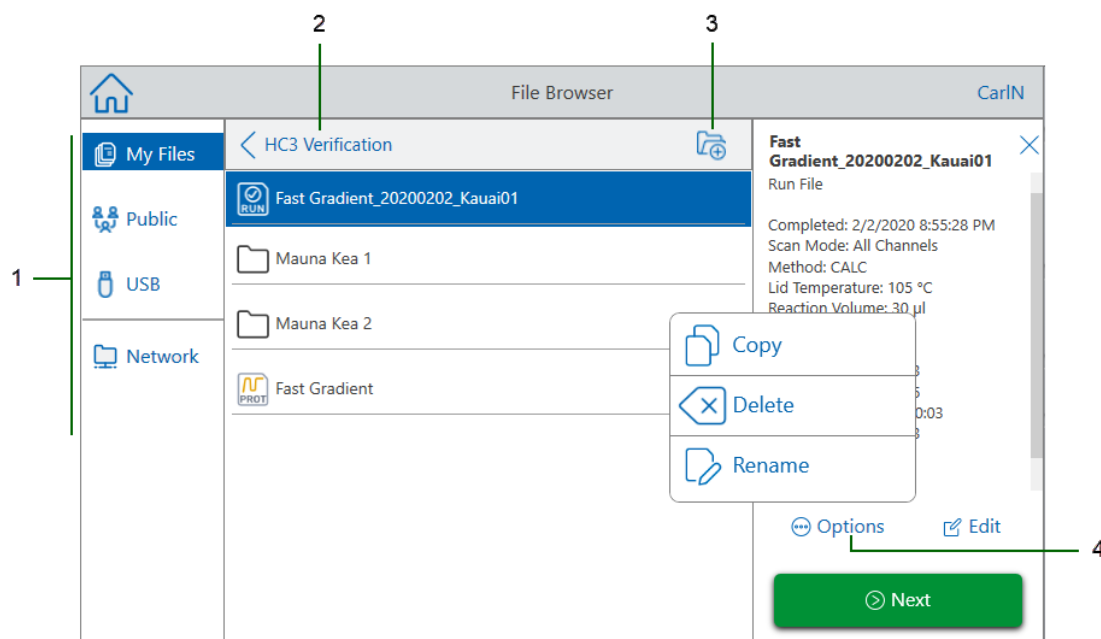 2
3
File Browser
CarlN
1
My Files
Public
USB
Network
HC3 Verification
RUN
Fast Gradient_20200202_Kauai01
Mauna Kea 1
Mauna Kea 2
PROT
Fast Gradient
Fast
Gradient_20200202_Kauai01
Run File
Completed: 2/2/2020 8:55:28 PM
Scan Mode: All Channels
Method: CALC
Lid Temperature: 105 °C
Reaction Volume: 30 µl
0:03
Copy
Delete
Rename
Options
Edit
4
Next